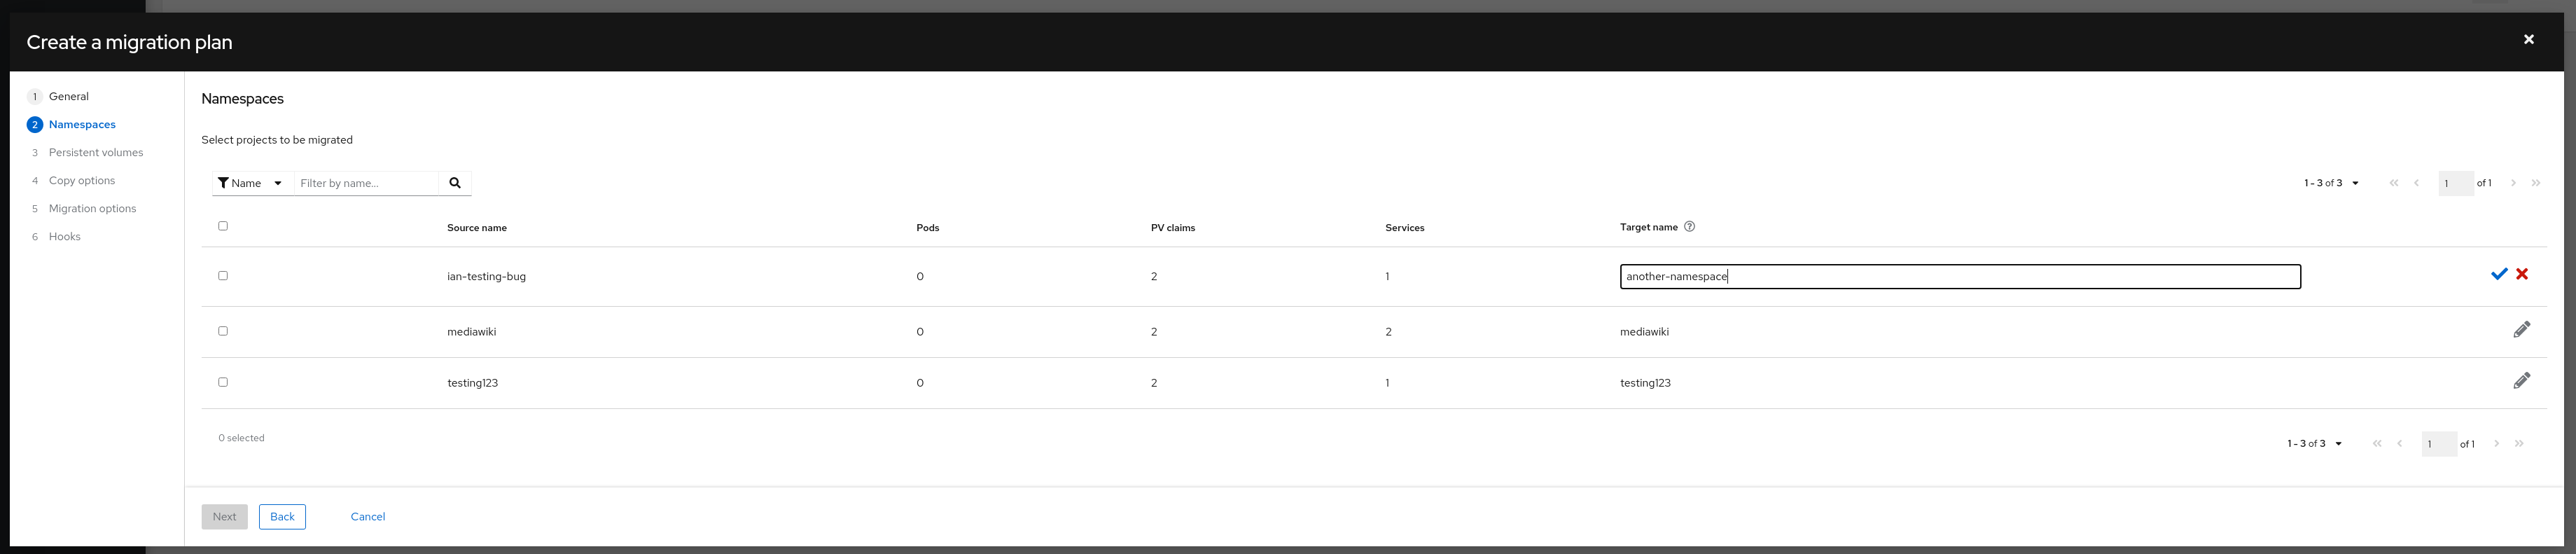 Create a migration plan
1 General
2 Namespaces
3 Persistent volumes
4 Copy options
5 Migration options
6 Hooks
Namespaces
Select projects to be migrated
Name Filter by name... 1 - 3 of 3 1 of 1
Source name Pods PV claims Services Target name
ian-testing-bug 0 2 1 another-namespace
mediawiki 0 2 2 mediawiki
testing123 0 2 1 testing123
0 selected 1 - 3 of 3 1 of 1
Next Back Cancel